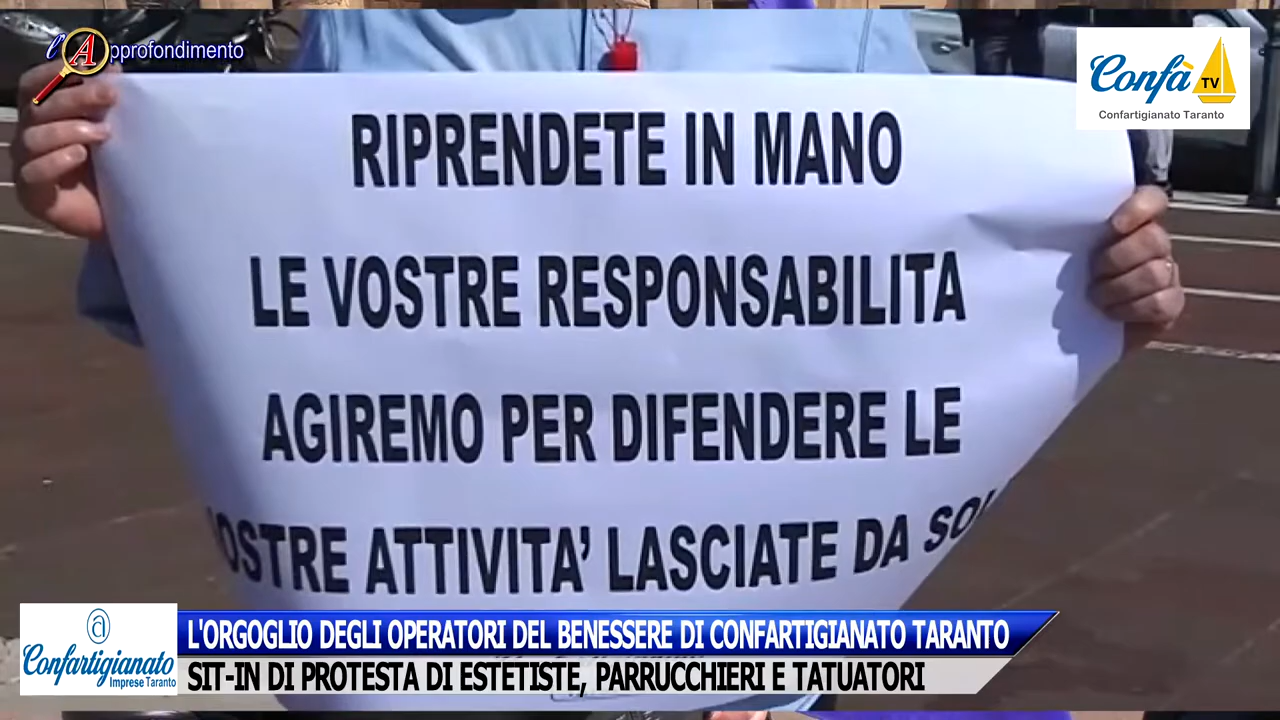 l'Approfondimento
Confà TV
Confartigianato Taranto
RIPRENDETE IN MANO
LE VOSTRE RESPONSABILITA
AGIREMO PER DIFENDERE LE
OSTRE ATTIVITA' LASCIATE DA SOL
@
Confartigianato
Imprese Taranto
L'ORGOGLIO DEGLI OPERATORI DEL BENESSERE DI CONFARTIGIANATO TARANTO
SIT-IN DI PROTESTA DI ESTETISTE, PARRUCCHIERI E TATUATORI